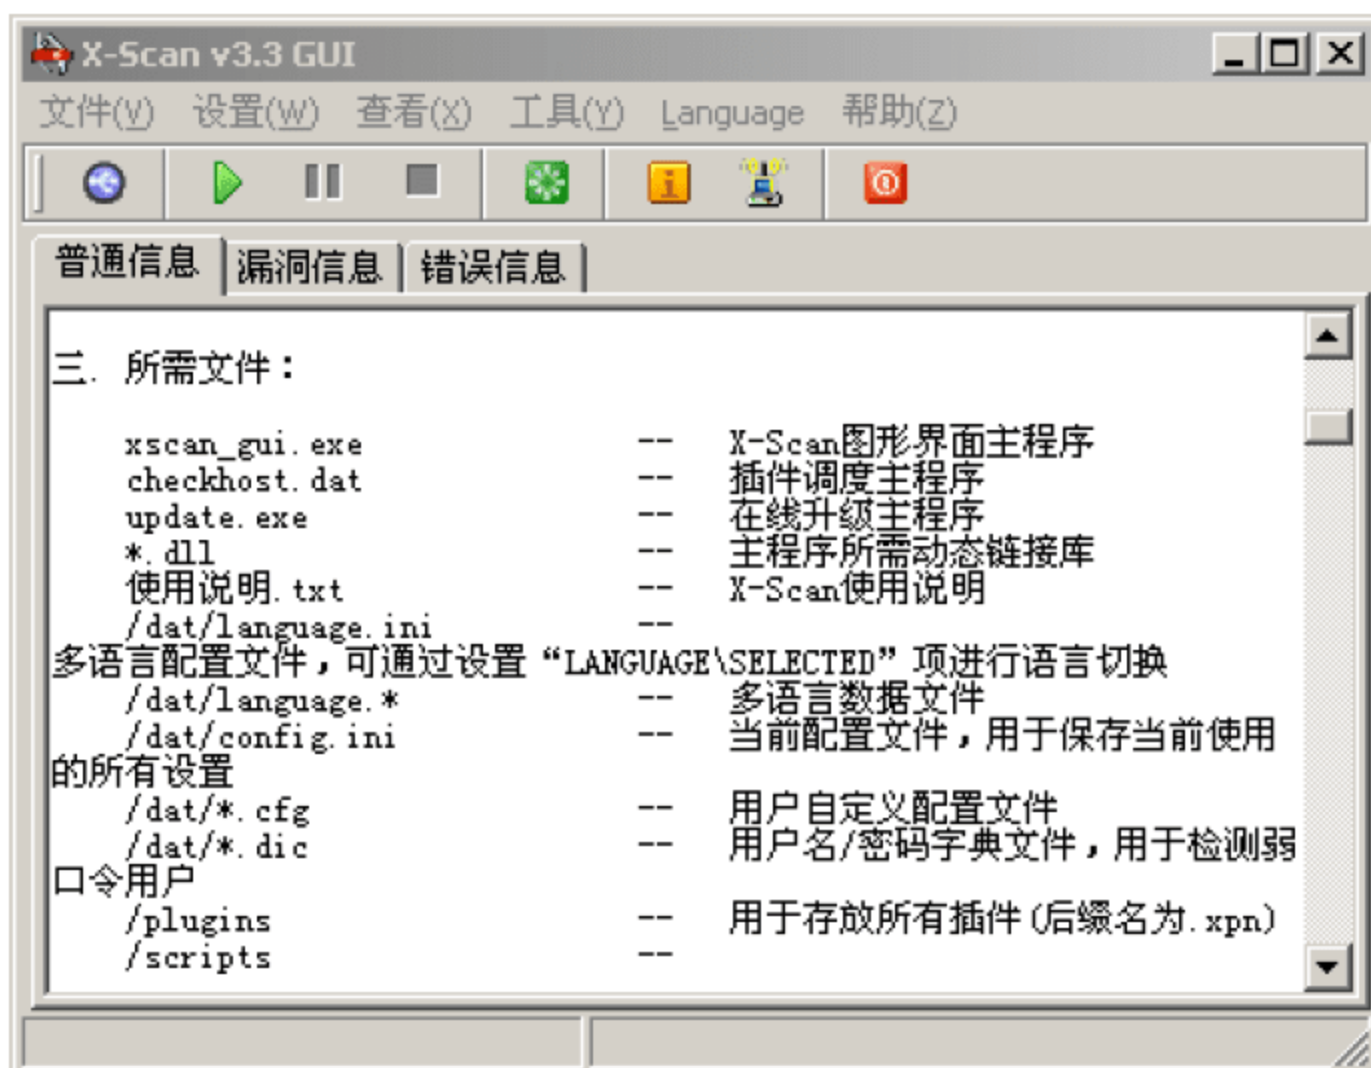 X-Scan v3.3 GUI
文件(V) 设置(W) 查看(X) 工具(Y) Language 帮助(Z)
普通信息 漏洞信息 错误信息
三. 所需文件：
xscan_gui.exe -- X-Scan图形界面主程序
checkhost.dat -- 插件调度主程序
update.exe -- 在线升级主程序
*.dll -- 主程序所需动态链接库
使用说明.txt -- X-Scan使用说明
/dat/language.ini --
多语言配置文件，可通过设置“LANGUAGE\SELECTED”项进行语言切换
/dat/language.* -- 多语言数据文件
/dat/config.ini -- 当前配置文件，用于保存当前使用
的所有设置
/dat/*.cfg -- 用户自定义配置文件
/dat/*.dic -- 用户名/密码字典文件，用于检测弱
口令用户
/plugins -- 用于存放所有插件(后缀名为.xpn)
/scripts --